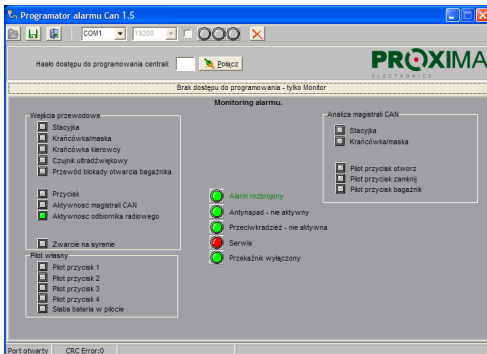 Programator alarmu Can 1.5
COM1 19200
Hasło dostępu do programowania centrali: Połącz
PROXIMA
ELECTRONICS
Brak dostępu do programowania - tylko Monitor
Monitoring alarmu.
Wejścia przewodowe
Stacyjka
Krańcówka/maska
Krańcówka kierowcy
Czujnik ultradźwiękowy
Przewód blokady otwarcia bagażnika
Przycisk
Aktywnosc magistrali CAN
Aktywnosc odbiornika radiowego
Zwarcie na syrenie
Pilot własny
Pilot przycisk 1
Pilot przycisk 2
Pilot przycisk 3
Pilot przycisk 4
Słaba bateria w pilocie
Alarm rozbrojony
Antynapad - nie aktywny
Przeciwkradzież - nie aktywna
Serwis
Przekaźnik wyłączony
Analiza magistrali CAN
Stacyjka
Krańcówka/maska
Pilot przycisk otworz
Pilot przycisk zamknij
Pilot przycisk bagażnik
Port otwarty CRC Error:0